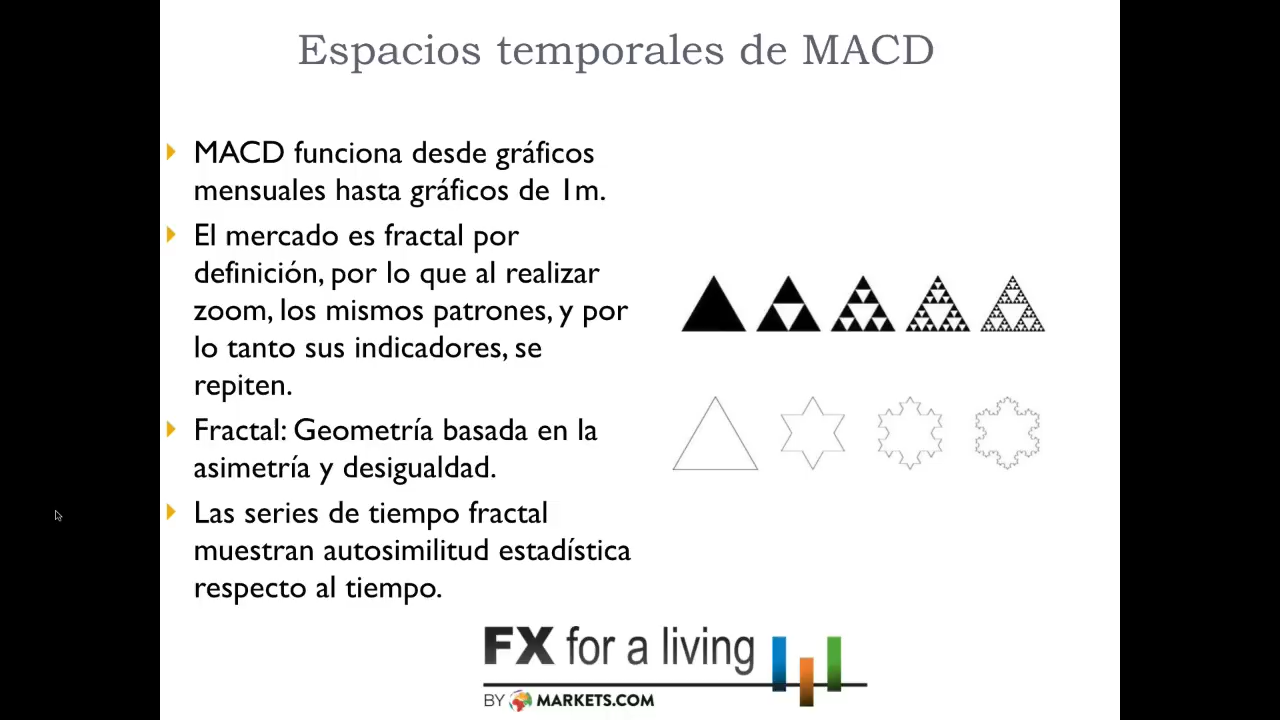 Espacios temporales de MACD
MACD funciona desde gráficos
mensuales hasta gráficos de 1m.
El mercado es fractal por
definición, por lo que al realizar
zoom, los mismos patrones, y por
lo tanto sus indicadores, se
repiten.
Fractal: Geometría basada en la
asimetría y desigualdad.
Las series de tiempo fractal
muestran autosimilitud estadística
respecto al tiempo.
FX for a living
BY MARKETS.COM